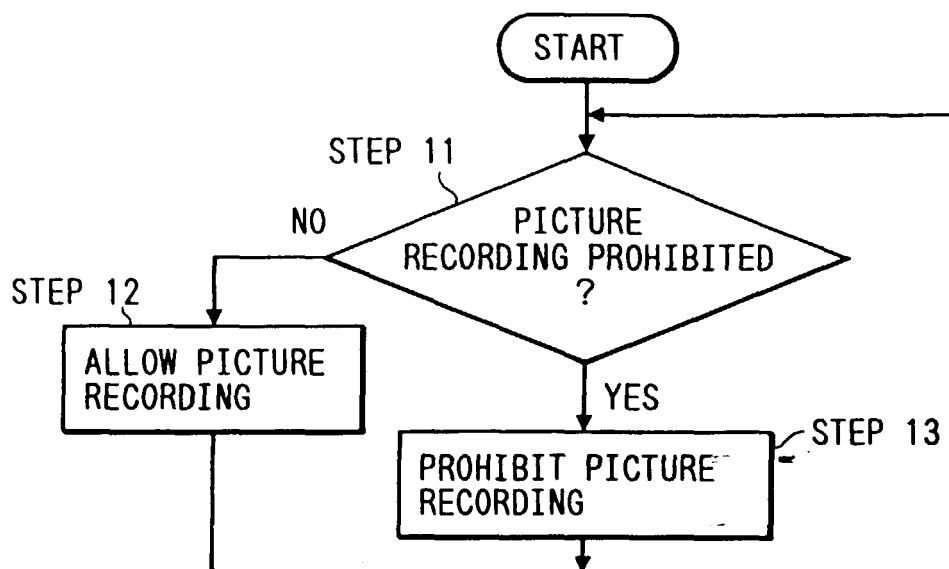 START
STEP 11
NO
PICTURE
RECORDING PROHIBITED
?
STEP 12
ALLOW PICTURE
RECORDING
YES
STEP 13
PROHIBIT PICTURE
RECORDING